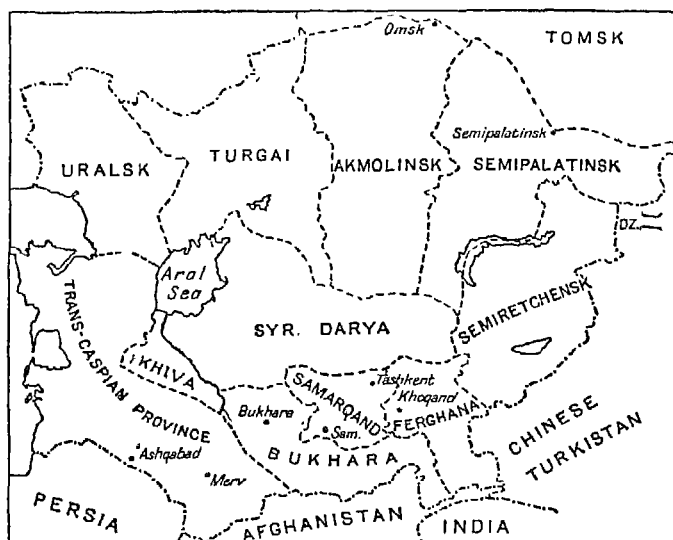 Omsk
TOMSK
Semipalatinsk
TURGAI
AKMOLINSK
SEMIPALATINSK
URALSK
DZ.
Aral
Sea
TRANS-CASPIAN PROVINCE
SYR. DARYA
SEMIRETCHENSK
KHIVA
Tashkent
SAMARQAND
Khoqand
Bukhara
FERGHANA
Sam.
CHINESE
TURKISTAN
BUKHARA
Ashqabad
Merv
PERSIA
AFGHANISTAN
INDIA